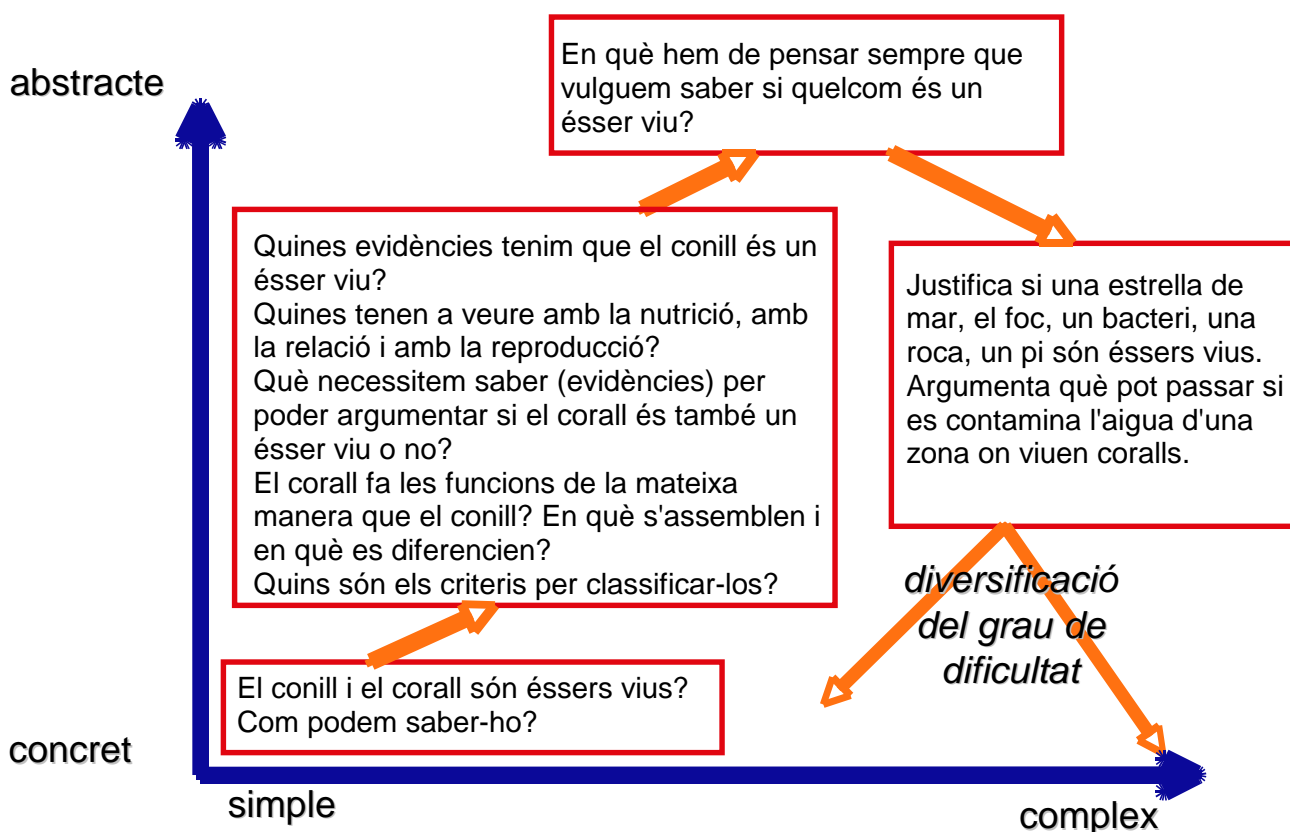 En què hem de pensar sempre que
vulguem saber si quelcom és un
ésser viu?
abstracte
Quines evidències tenim que el conill és un
ésser viu?
Quines tenen a veure amb la nutrició, amb
la relació i amb la reproducció?
Què necessitem saber (evidències) per
poder argumentar si el corall és també un
ésser viu o no?
El corall fa les funcions de la mateixa
manera que el conill? En què s'assemblen i
en què es diferencien?
Quins són els criteris per classificar-los?
Justifica si una estrella de
mar, el foc, un bacteri, una
roca, un pi són éssers vius.
Argumenta què pot passar si
es contamina l'aigua d'una
zona on viuen coralls.
diversificació
del grau de
dificultat
El conill i el corall són éssers vius?
Com podem saber-ho?
concret
simple
complex